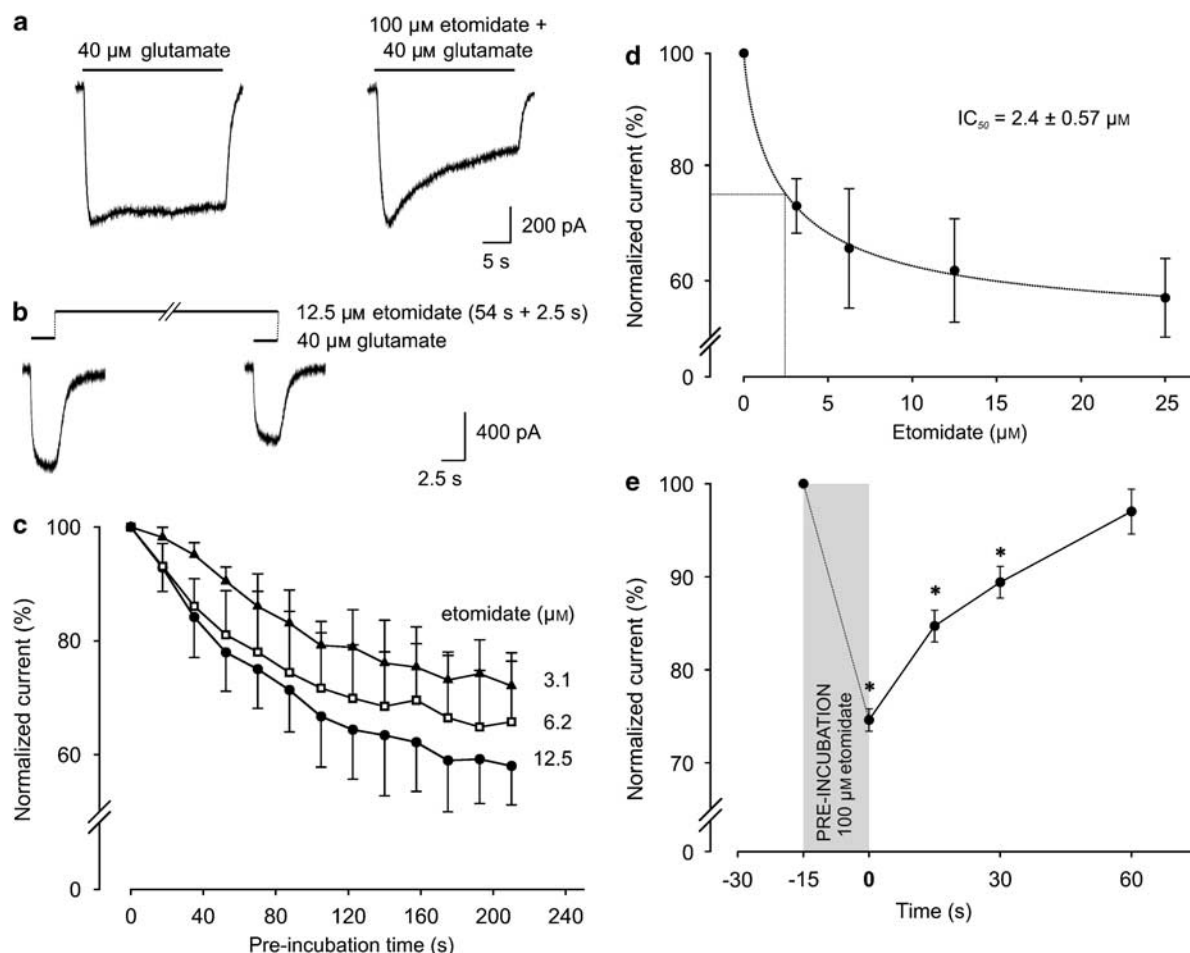 a
40 µM glutamate
100 µM etomidate +
40 µM glutamate
200 pA
5 s
b
12.5 µM etomidate (54 s + 2.5 s)
40 µM glutamate
400 pA
2.5 s
c
Normalized current (%)
100
80
60
0
etomidate (µM)
3.1
6.2
12.5
0 40 80 120 160 200 240
Pre-incubation time (s)
d
Normalized current (%)
100
80
60
0
IC50 = 2.4 ± 0.57 µM
0 5 10 15 20 25
Etomidate (µM)
e
Normalized current (%)
100
90
80
70
0
PRE-INCUBATION
100 µM etomidate
*
*
*
-30 -15 0 30 60
Time (s)